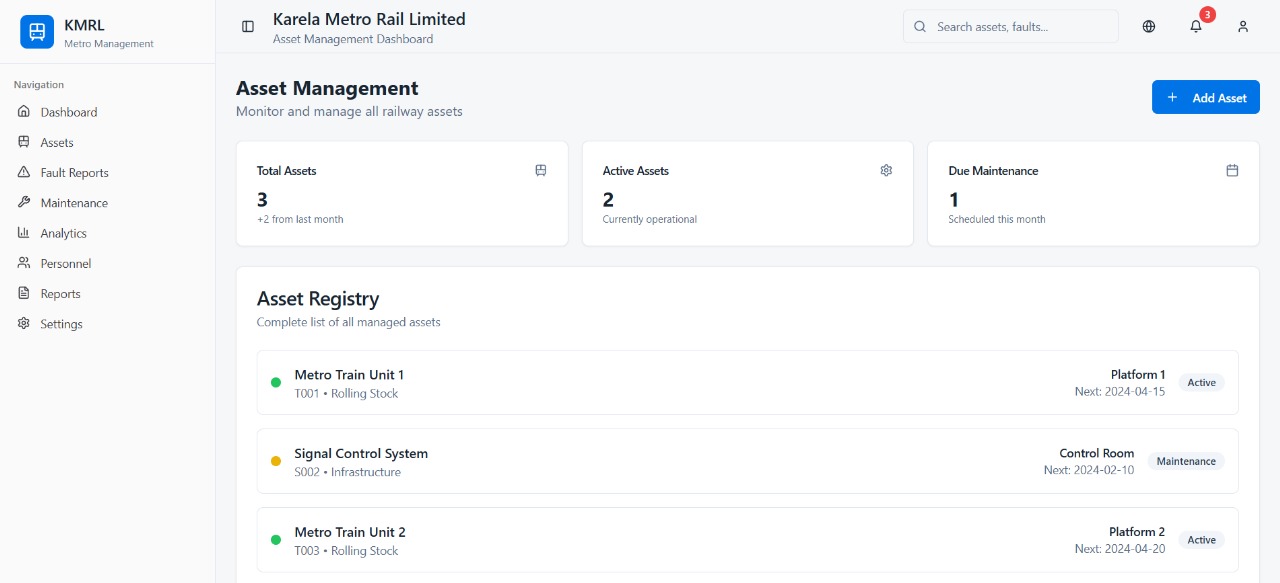 KMRL
Metro Management
Navigation
Dashboard
Assets
Fault Reports
Maintenance
Analytics
Personnel
Reports
Settings
Karela Metro Rail Limited
Asset Management Dashboard
Search assets, faults...
3
Asset Management
Monitor and manage all railway assets
+ Add Asset
Total Assets
3
+2 from last month
Active Assets
2
Currently operational
Due Maintenance
1
Scheduled this month
Asset Registry
Complete list of all managed assets
Metro Train Unit 1
T001 • Rolling Stock
Platform 1
Next: 2024-04-15
Active
Signal Control System
S002 • Infrastructure
Control Room
Next: 2024-02-10
Maintenance
Metro Train Unit 2
T003 • Rolling Stock
Platform 2
Next: 2024-04-20
Active